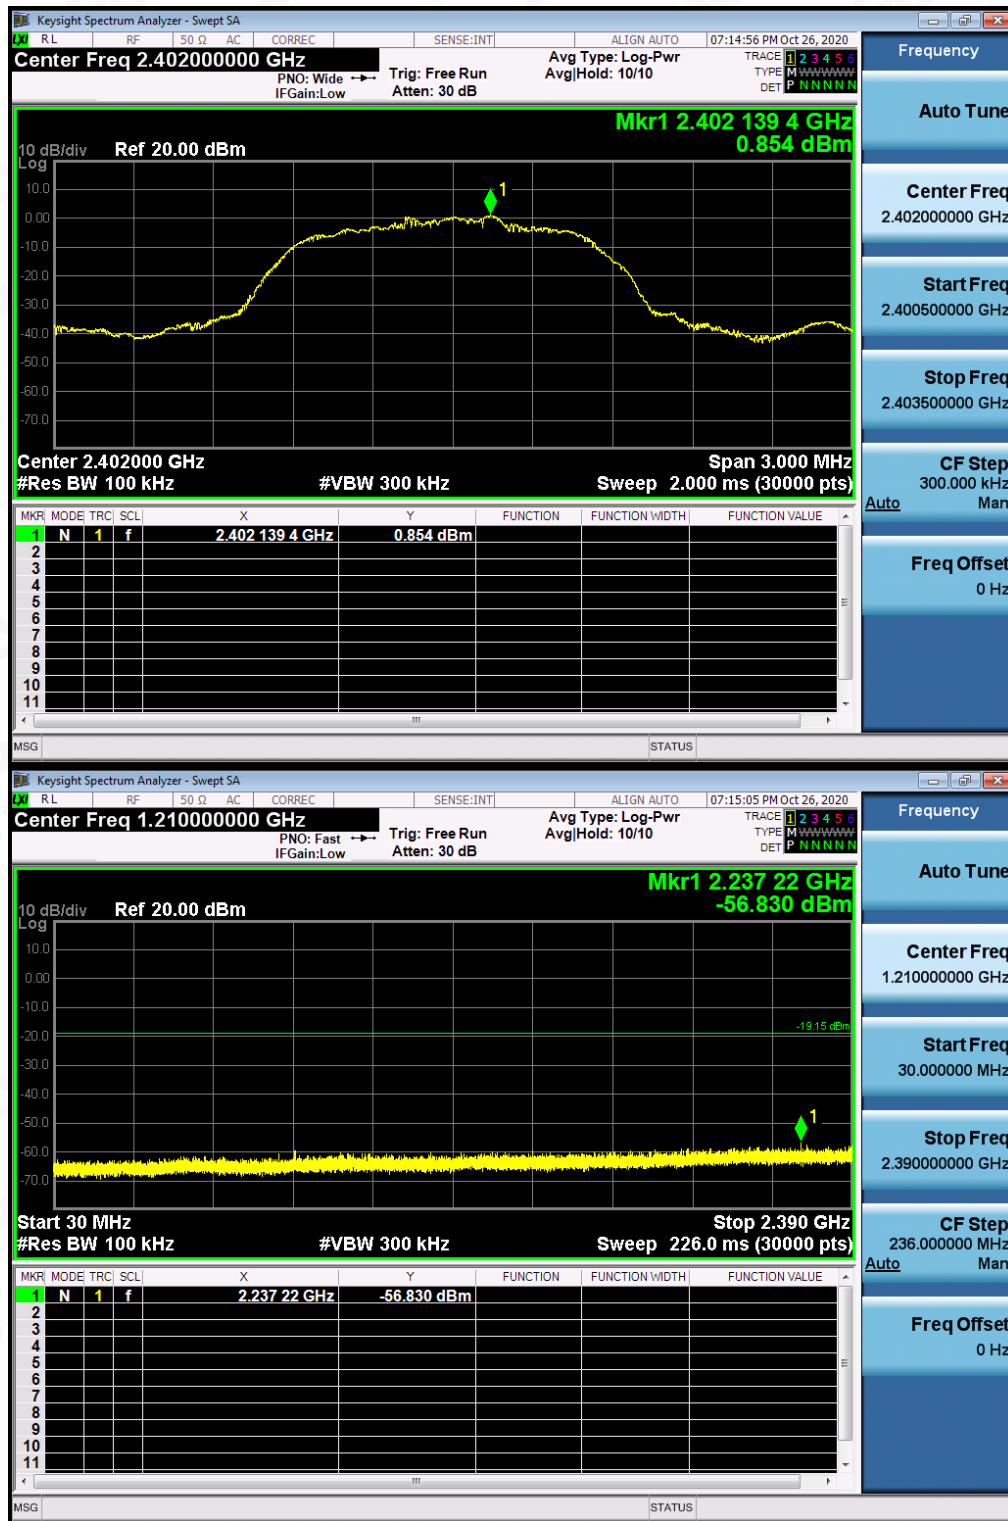 Keysight Spectrum Analyzer - Swept SA
LXI RL RF 50 Ω AC CORREC SENSE:INT ALIGN AUTO 07:14:56 PM Oct 26, 2020
Center Freq 2.402000000 GHz
PNO: Wide
IFGain:Low
Trig: Free Run
Atten: 30 dB
Avg Type: Log-Pwr
Avg|Hold: 10/10
TRACE 1 2 3 4 5 6
TYPE M WWWWW
DET P N N N N N
Mkr1 2.402 139 4 GHz
0.854 dBm
10 dB/div Ref 20.00 dBm
Log
1
10.0
0.00
-10.0
-20.0
-30.0
-40.0
-50.0
-60.0
-70.0
Center 2.402000 GHz Span 3.000 MHz
#Res BW 100 kHz #VBW 300 kHz Sweep 2.000 ms (30000 pts)
MKR MODE TRC SCL X Y FUNCTION FUNCTION WIDTH FUNCTION VALUE
1 N 1 f 2.402 139 4 GHz 0.854 dBm
2
3
4
5
6
7
8
9
10
11
MSG STATUS
Frequency
Auto Tune
Center Freq
2.402000000 GHz
Start Freq
2.400500000 GHz
Stop Freq
2.403500000 GHz
CF Step
300.000 kHz
Auto Man
Freq Offset
0 Hz
Keysight Spectrum Analyzer - Swept SA
LXI RL RF 50 Ω AC CORREC SENSE:INT ALIGN AUTO 07:15:05 PM Oct 26, 2020
Center Freq 1.210000000 GHz
PNO: Fast
IFGain:Low
Trig: Free Run
Atten: 30 dB
Avg Type: Log-Pwr
Avg|Hold: 10/10
TRACE 1 2 3 4 5 6
TYPE M WWWWW
DET P N N N N N
Mkr1 2.237 22 GHz
-56.830 dBm
10 dB/div Ref 20.00 dBm
Log
10.0
0.00
-10.0
-19.15 dBm
-20.0
-30.0
-40.0
1
-50.0
-60.0
-70.0
Start 30 MHz Stop 2.390 GHz
#Res BW 100 kHz #VBW 300 kHz Sweep 226.0 ms (30000 pts)
MKR MODE TRC SCL X Y FUNCTION FUNCTION WIDTH FUNCTION VALUE
1 N 1 f 2.237 22 GHz -56.830 dBm
2
3
4
5
6
7
8
9
10
11
MSG STATUS
Frequency
Auto Tune
Center Freq
1.210000000 GHz
Start Freq
30.000000 MHz
Stop Freq
2.390000000 GHz
CF Step
236.000000 MHz
Auto Man
Freq Offset
0 Hz